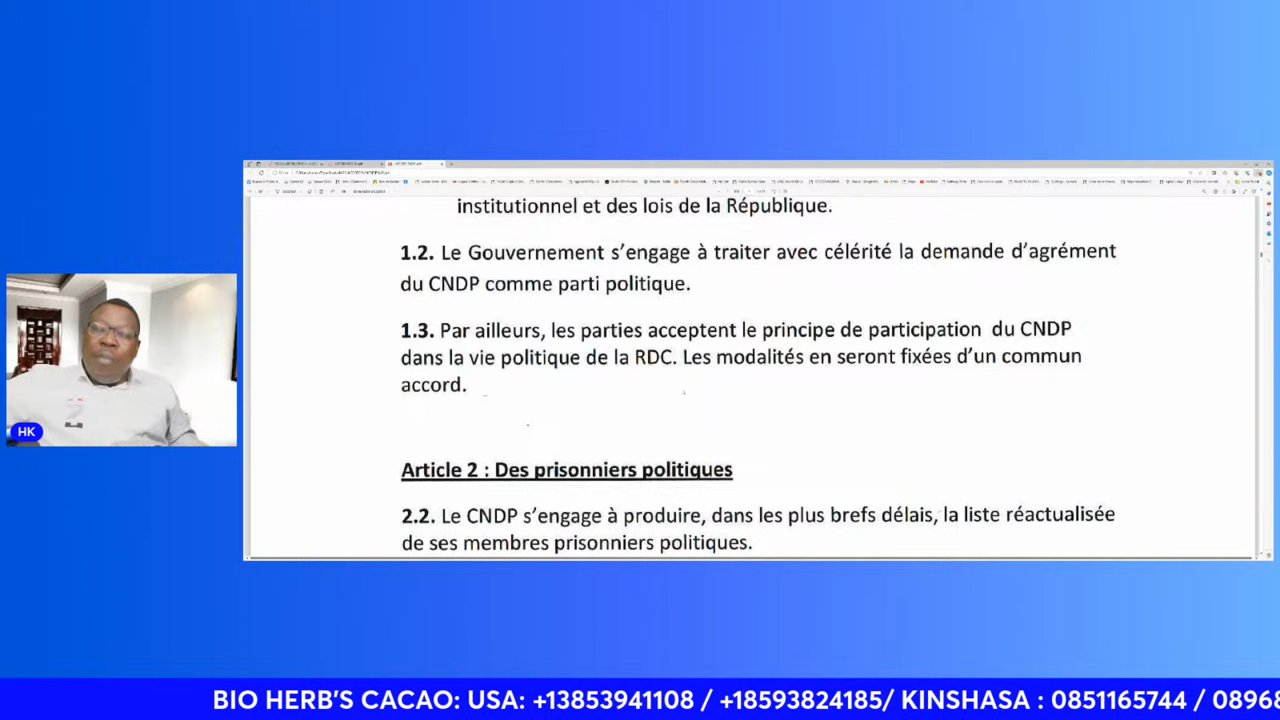 institutionnel et des lois de la République.
1.2. Le Gouvernement s'engage à traiter avec célérité la demande d'agrément
du CNDP comme parti politique.
1.3. Par ailleurs, les parties acceptent le principe de participation du CNDP
dans la vie politique de la RDC. Les modalités en seront fixées d'un commun
accord.
Article 2 : Des prisonniers politiques
2.2. Le CNDP s'engage à produire, dans les plus brefs délais, la liste réactualisée
de ses membres prisonniers politiques.
HK
BIO HERB'S CACAO: USA: +13853941108 / +18593824185/ KINSHASA : 0851165744 / 08968